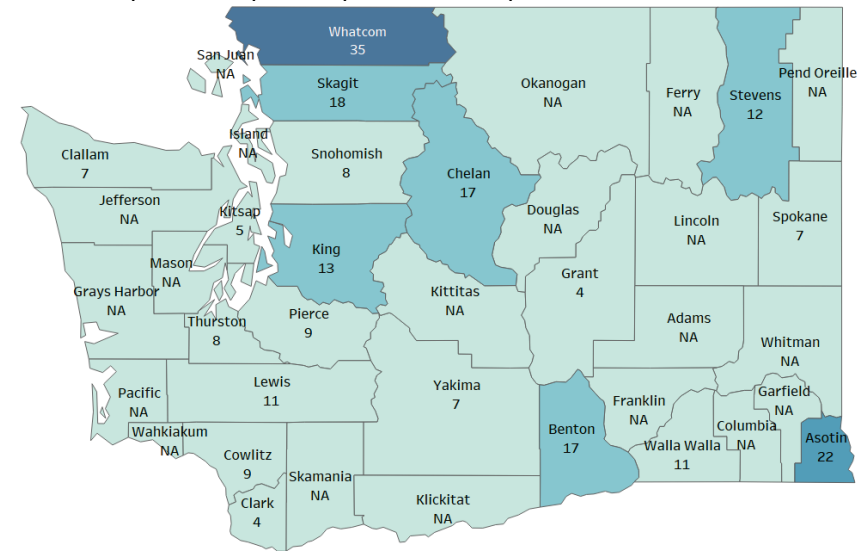 Whatcom
35
San Juan
NA
Skagit
18
Okanogan
NA
Ferry
NA
Stevens
12
Pend Oreille
NA
Island
NA
Clallam
7
Snohomish
8
Chelan
17
Jefferson
NA
Kitsap
5
Douglas
NA
Lincoln
NA
Spokane
7
King
13
Mason
NA
Grant
4
Grays Harbor
NA
Kittitas
NA
Thurston
8
Pierce
9
Adams
NA
Whitman
NA
Lewis
11
Yakima
7
Pacific
NA
Franklin
NA
Garfield
NA
Wahkiakum
NA
Benton
17
Columbia
NA
Asotin
22
Walla Walla
11
Cowlitz
9
Skamania
NA
Clark
4
Klickitat
NA